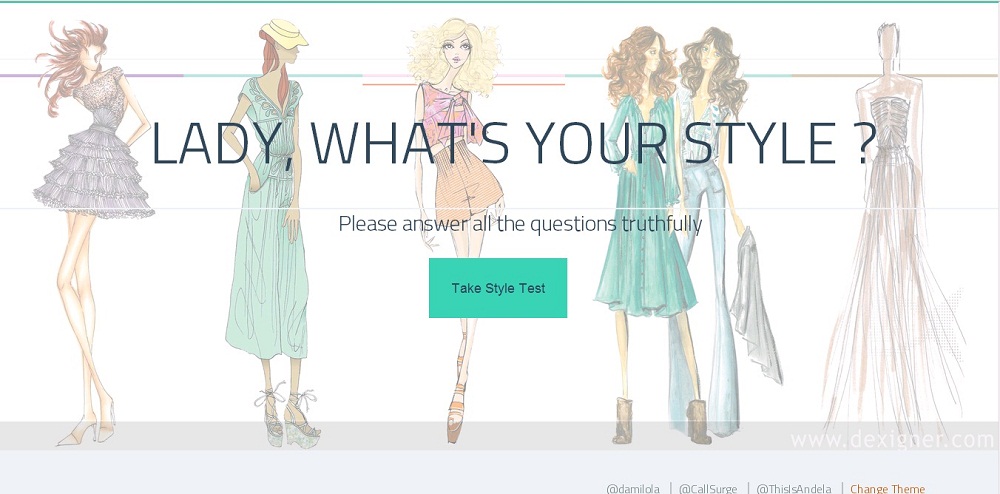 LADY, WHAT'S YOUR STYLE ?
Please answer all the questions truthfully
Take Style Test
www.dexigner.com
@damilola | @CallSurge | @ThisIsAndela | Change Theme